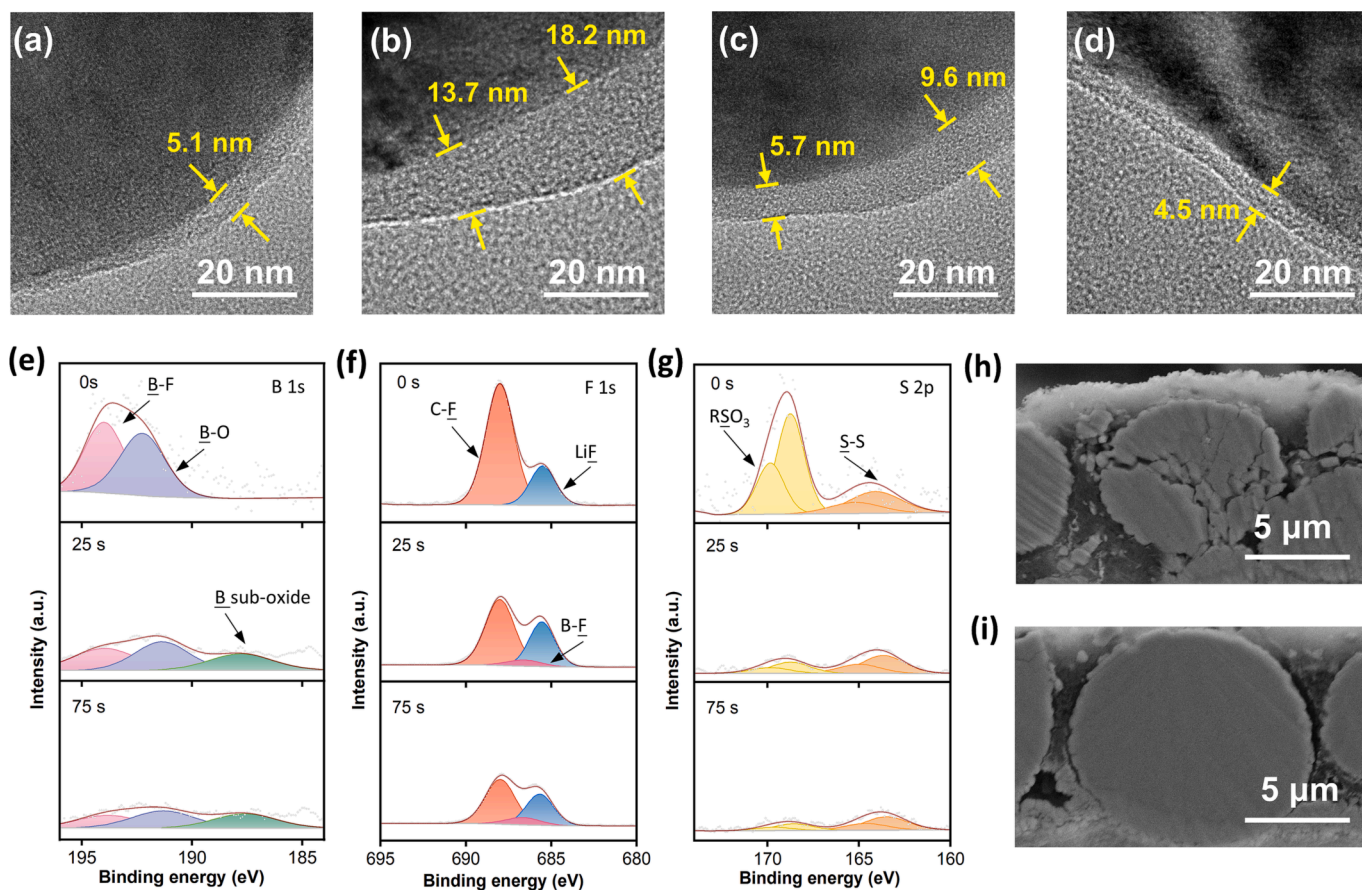 (a)
5.1 nm
20 nm
(b)
18.2 nm
13.7 nm
20 nm
(c)
9.6 nm
5.7 nm
20 nm
(d)
4.5 nm
20 nm
(e)
0s
B 1s
B-F
B-O
25 s
B sub-oxide
75 s
Intensity (a.u.)
195
190
185
Binding energy (eV)
(f)
0 s
F 1s
C-F
LiF
25 s
B-F
75 s
Intensity (a.u.)
695
690
685
680
Binding energy (eV)
(g)
0 s
S 2p
RSO₃
S-S
25 s
75 s
Intensity (a.u.)
170
165
160
Binding energy (eV)
(h)
5 μm
(i)
5 μm